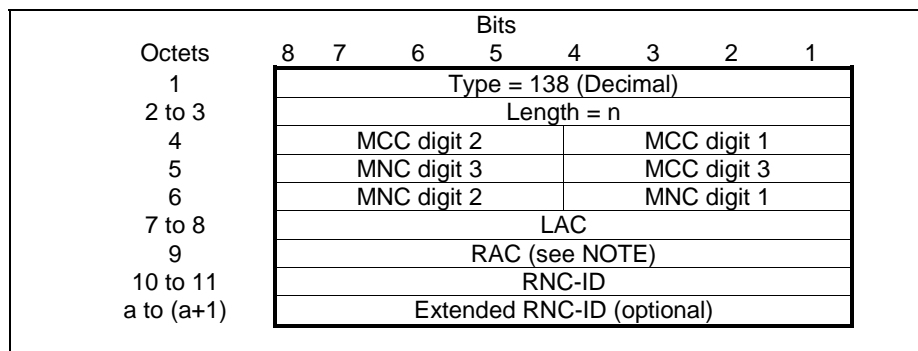 Bits
Octets 8 7 6 5 4 3 2 1
1 Type = 138 (Decimal)
2 to 3 Length = n
4 MCC digit 2 MCC digit 1
5 MNC digit 3 MCC digit 3
6 MNC digit 2 MNC digit 1
7 to 8 LAC
9 RAC (see NOTE)
10 to 11 RNC-ID
a to (a+1) Extended RNC-ID (optional)